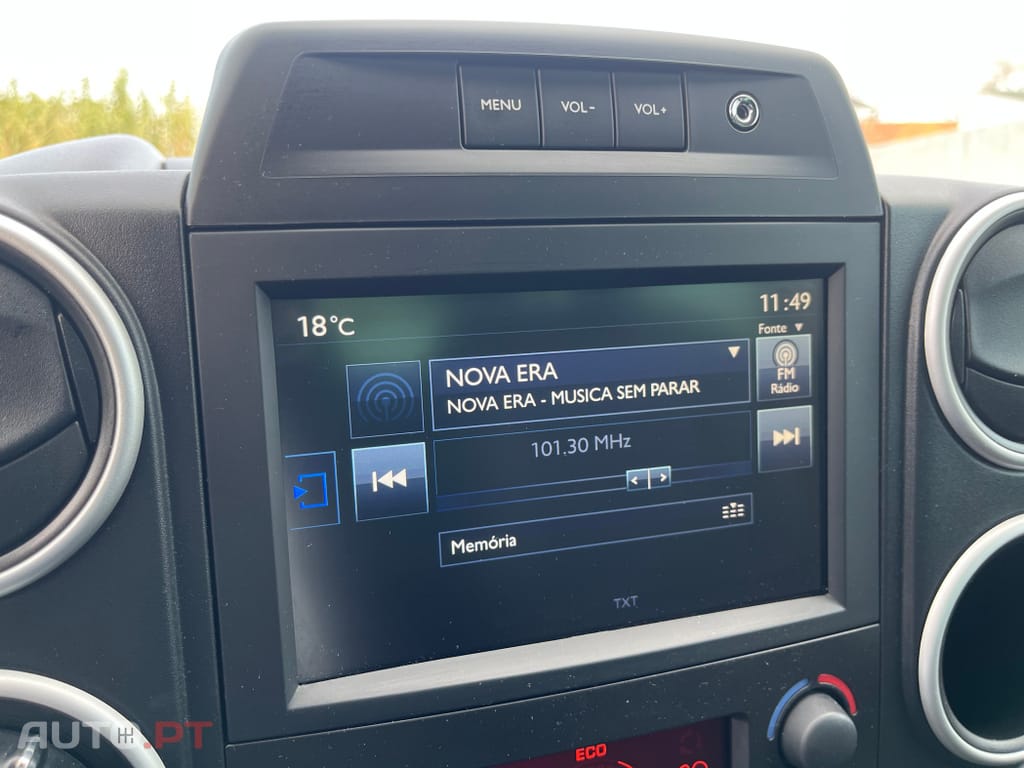 MENU
VOL-
VOL+
18°C
11:49
Fonte
NOVA ERA
NOVA ERA - MUSICA SEM PARAR
FM
Rádio
101.30 MHz
Memória
TXT
ECO
AUTO.PT